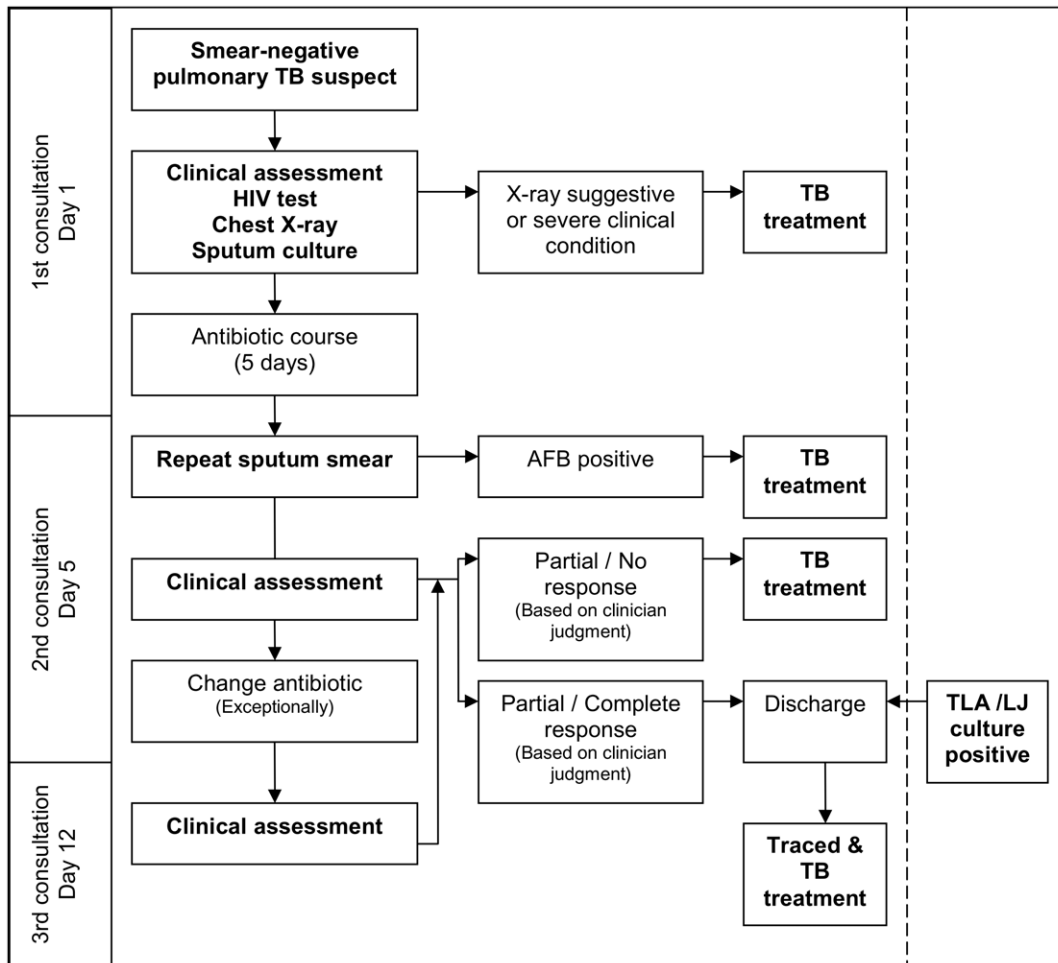 1st consultation
Day 1
Smear-negative
pulmonary TB suspect
Clinical assessment
HIV test
Chest X-ray
Sputum culture
X-ray suggestive
or severe clinical
condition
TB
treatment
Antibiotic course
(5 days)
2nd consultation
Day 5
Repeat sputum smear
AFB positive
TB
treatment
Clinical assessment
Partial / No
response
(Based on clinician
judgment)
TB
treatment
Change antibiotic
(Exceptionally)
Partial / Complete
response
(Based on clinician
judgment)
Discharge
TLA /LJ
culture
positive
3rd consultation
Day 12
Clinical assessment
Traced &
TB
treatment